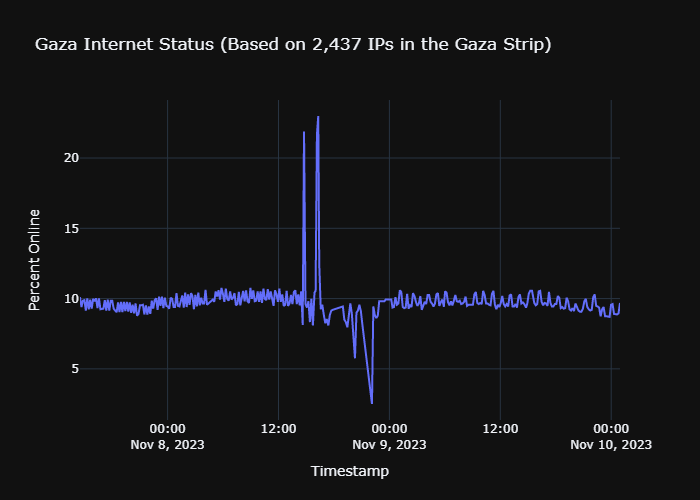 Gaza Internet Status (Based on 2,437 IPs in the Gaza Strip)
20
15
10
5
Percent Online
00:00
Nov 8, 2023
12:00
00:00
Nov 9, 2023
12:00
00:00
Nov 10, 2023
Timestamp